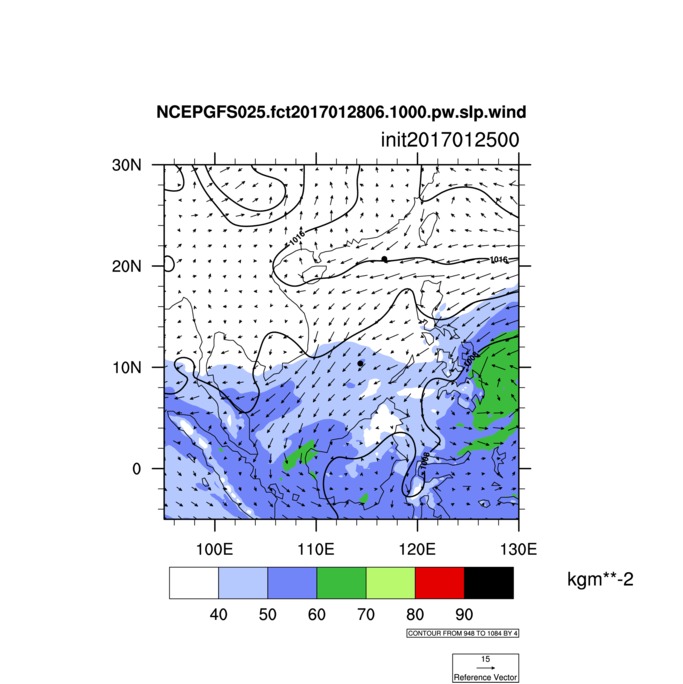 NCEPGFS025.fct2017012806.1000.pw.slp.wind
init2017012500
30N
20N
10N
0
1016
1016
1008
1008
100E 110E 120E 130E
kgm**-2
40 50 60 70 80 90
CONTOUR FROM 948 TO 1084 BY 4
15
Reference Vector